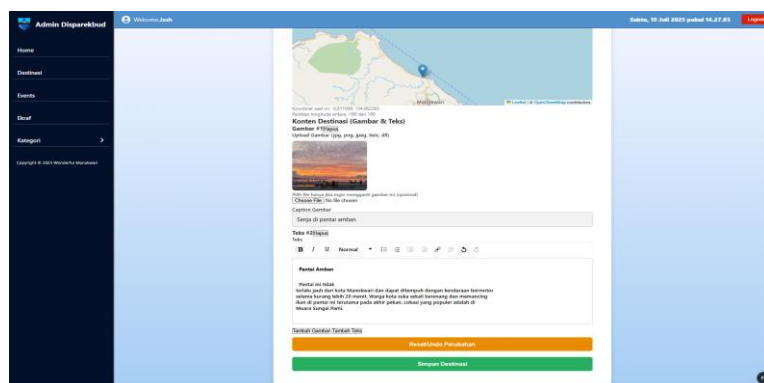 Admin Disparekbud
Welcome, Josh
Sabtu, 19 Juli 2025 pukul 14.27.03
Logout
Home
Destinasi
Events
Ekraf
Kategori
Copyright © 2025 Wonderful Manokwari
Manokwari
Leaflet | © OpenStreetMap contributors
Konten Destinasi (Gambar & Teks)
Gambar #1 Hapus
Upload Gambar (jpg, png, jpeg, heic, dll)
Pilih file hanya jika ingin mengganti gambar ini (opsional)
Choose File No file chosen
Caption Gambar
Senja di pantai amban
Teks #2 Hapus
Teks
B I U Normal
Pantai Amban
Pantai ini tidak
terlalu jauh dari kota Manokwari dan dapat ditempuh dengan kendaraan bermotor
selama kurang lebih 20 menit. Warga kota suka sekali berenang dan memancing
ikan di pantai ini terutama pada akhir pekan. Lokasi yang populer adalah di
Muara Sungai Pami.
Tambah Gambar Tambah Teks
Reset/Undo Perubahan
Simpan Destinasi